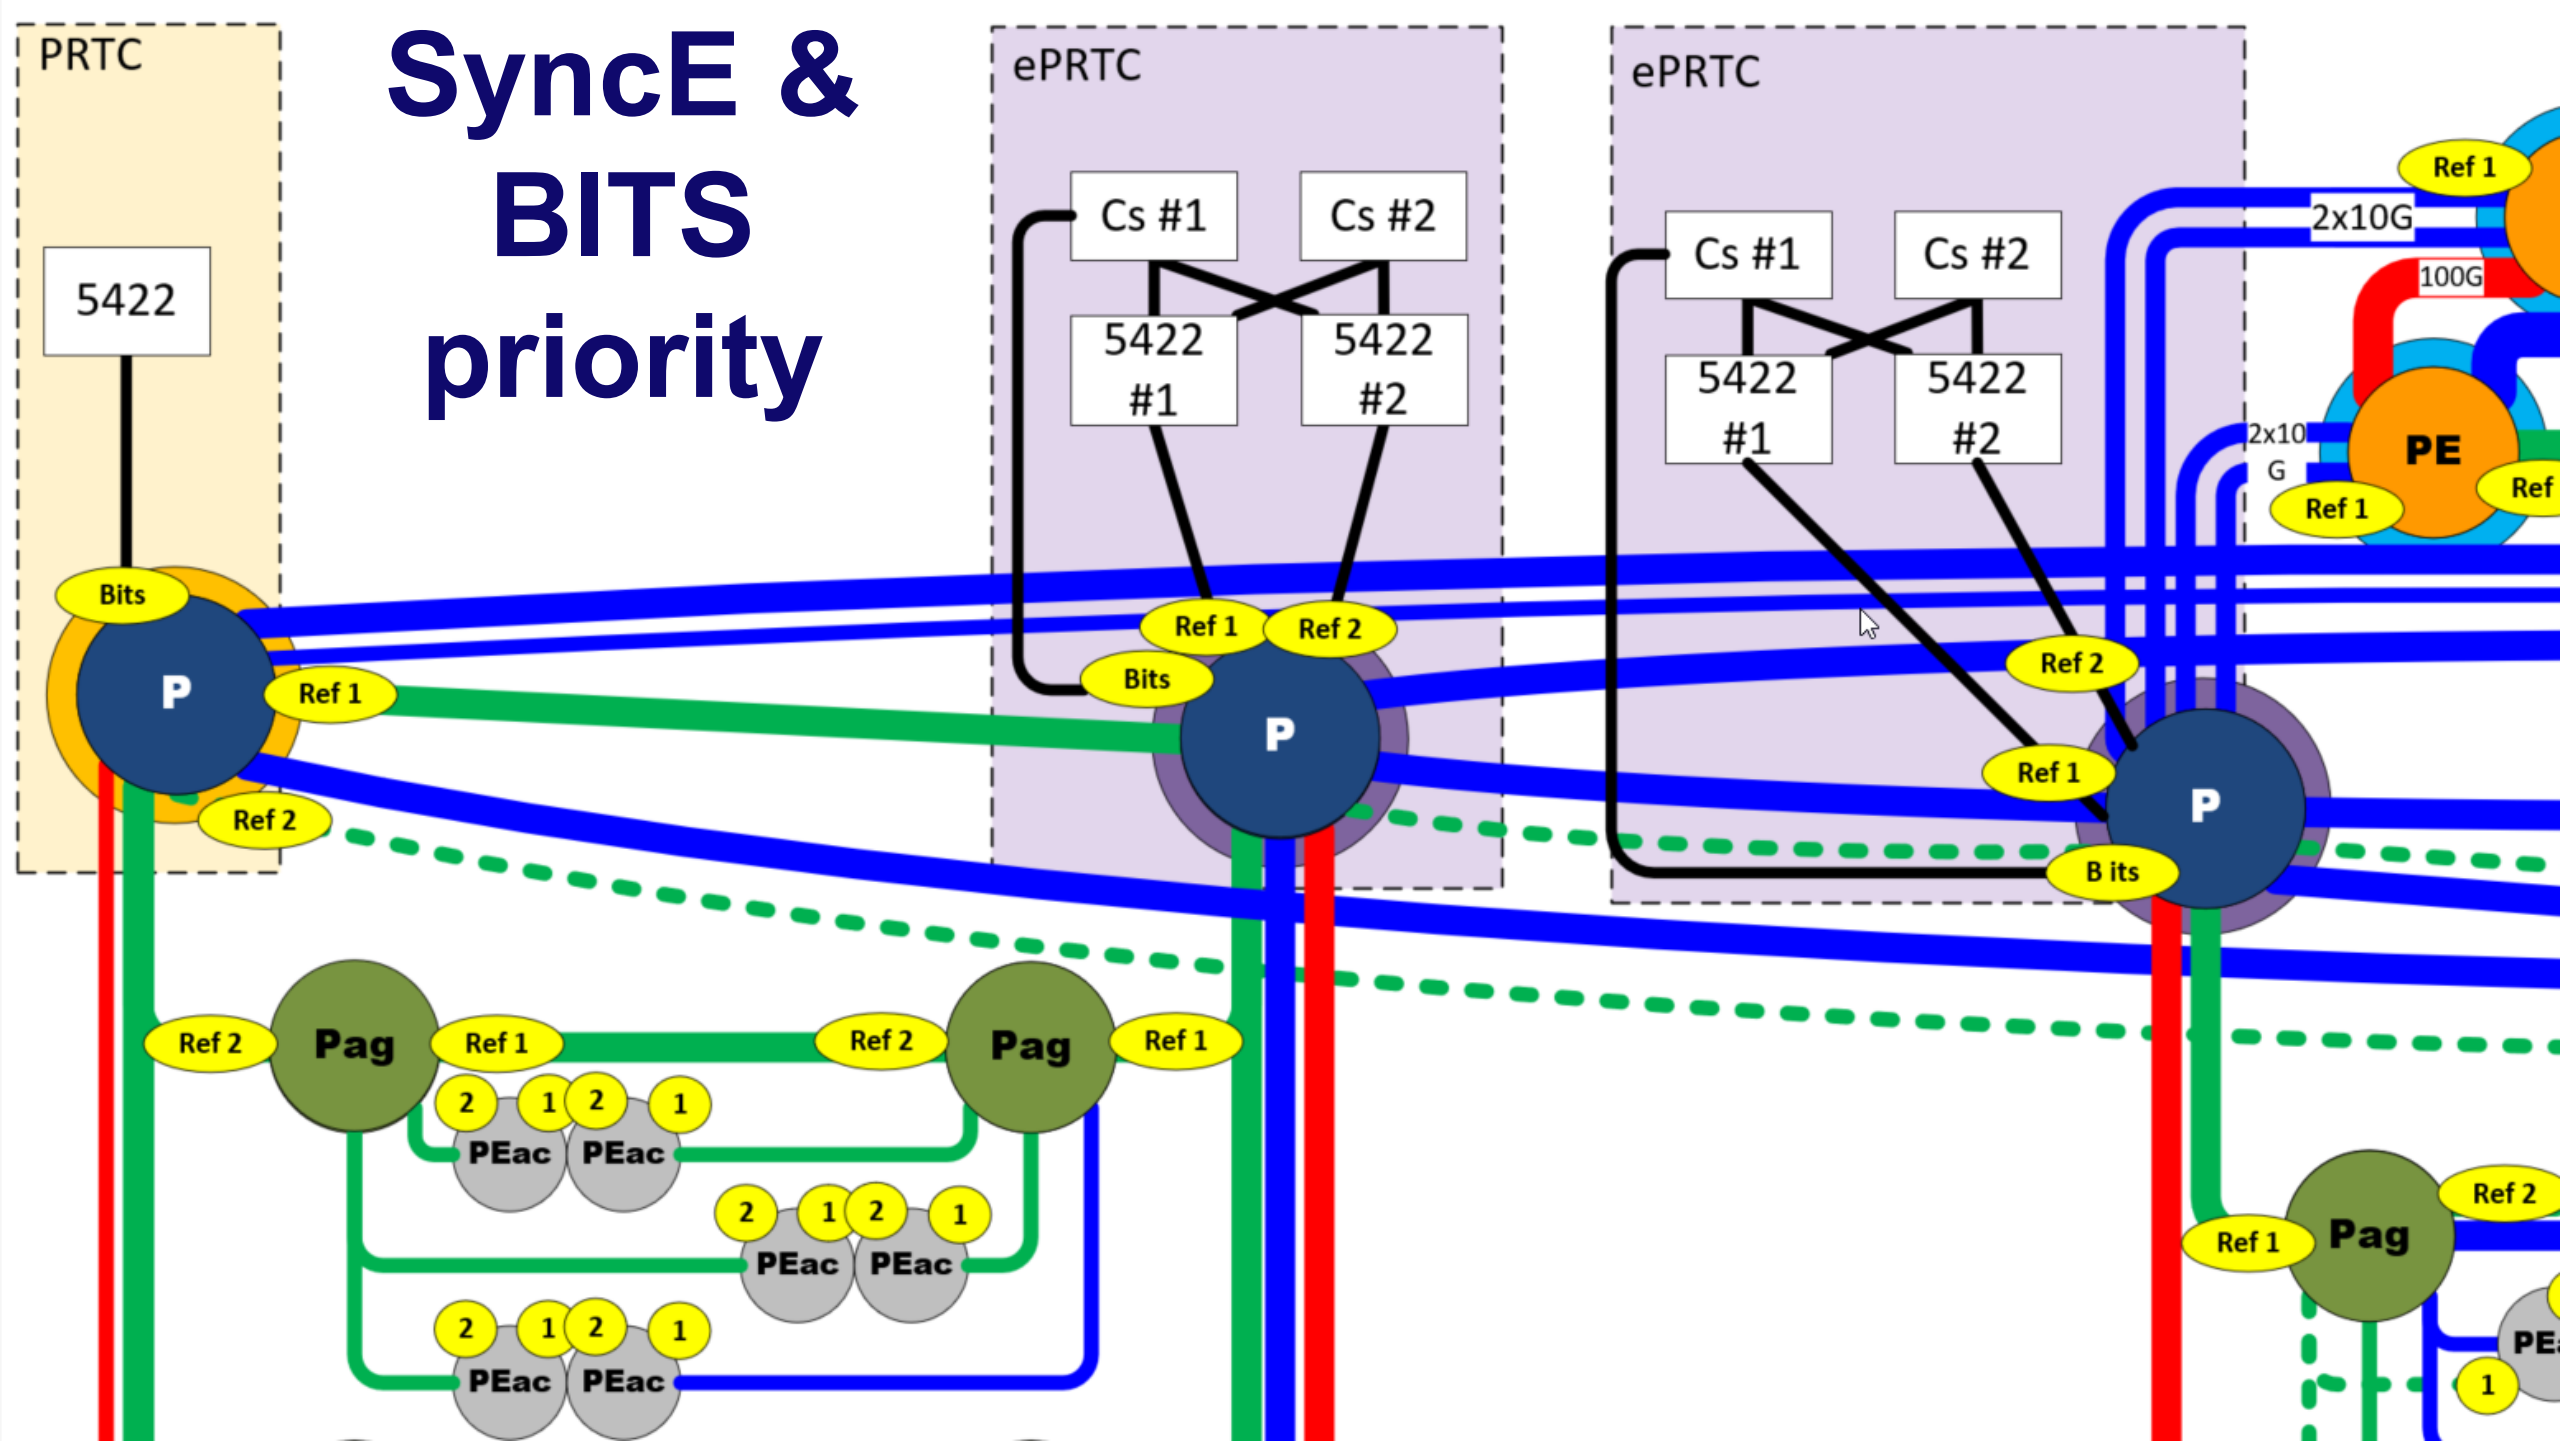 PRTC
SyncE &
BITS
priority
ePRTC
ePRTC
5422
Cs #1
Cs #2
5422
#1
5422
#2
Cs #1
Cs #2
5422
#1
5422
#2
Ref 1
2x10G
100G
2x10
G
PE
Ref 1
Ref
Bits
P
Ref 1
Ref 2
Ref 1
Ref 2
Bits
P
Ref 2
Ref 1
P
B its
Ref 2
Pag
Ref 1
Ref 2
Pag
Ref 1
2
1
2
1
PEac
PEac
2
1
2
1
PEac
PEac
2
1
2
1
PEac
PEac
Ref 2
Ref 1
Pag
1